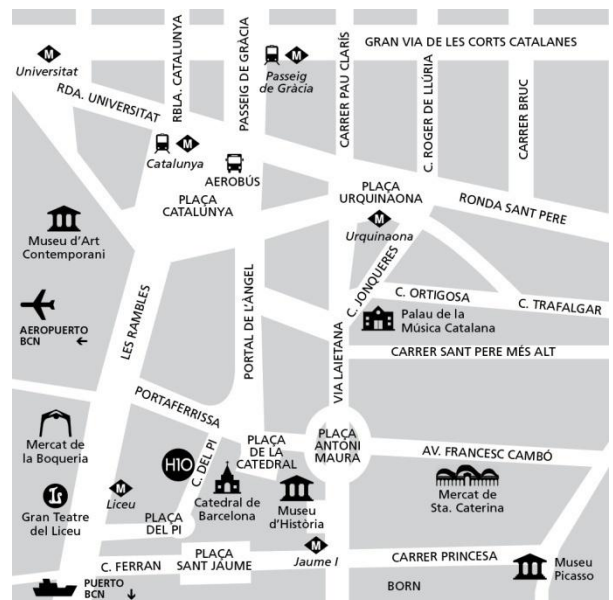 GRAN VIA DE LES CORTS CATALANES
M
Universitat
M
Passeig
de Gràcia
RBLA. CATALUNYA
PASSEIG DE GRÀCIA
CARRER PAU CLARÍS
C. ROGER DE LLÚRIA
CARRER BRUC
RDA. UNIVERSITAT
M
Catalunya
AEROBÚS
PLAÇA
CATALUNYA
PLAÇA
URQUINAONA
M
Urquinaona
RONDA SANT PERE
Museu d'Art
Contemporani
C. JONQUERES
C. ORTIGOSA
C. TRAFALGAR
AEROPUERTO
BCN
LES RAMBLES
PORTAL DE L'ÀNGEL
VIA LAIETANA
Palau de la
Música Catalana
CARRER SANT PERE MÉS ALT
PORTAFERRISSA
Mercat de
la Boqueria
H10
C. DEL PI
PLAÇA
DE LA
CATEDRAL
PLAÇA
ANTONI
MAURA
AV. FRANCESC CAMBÓ
Mercat de
Sta. Caterina
Gran Teatre
del Liceu
M
Liceu
Catedral de
Barcelona
Museu
d'Història
PLAÇA
DEL PI
M
Jaume I
C. FERRAN
PLAÇA
SANT JAUME
CARRER PRINCESA
Museu
Picasso
PUERTO
BCN
BORN